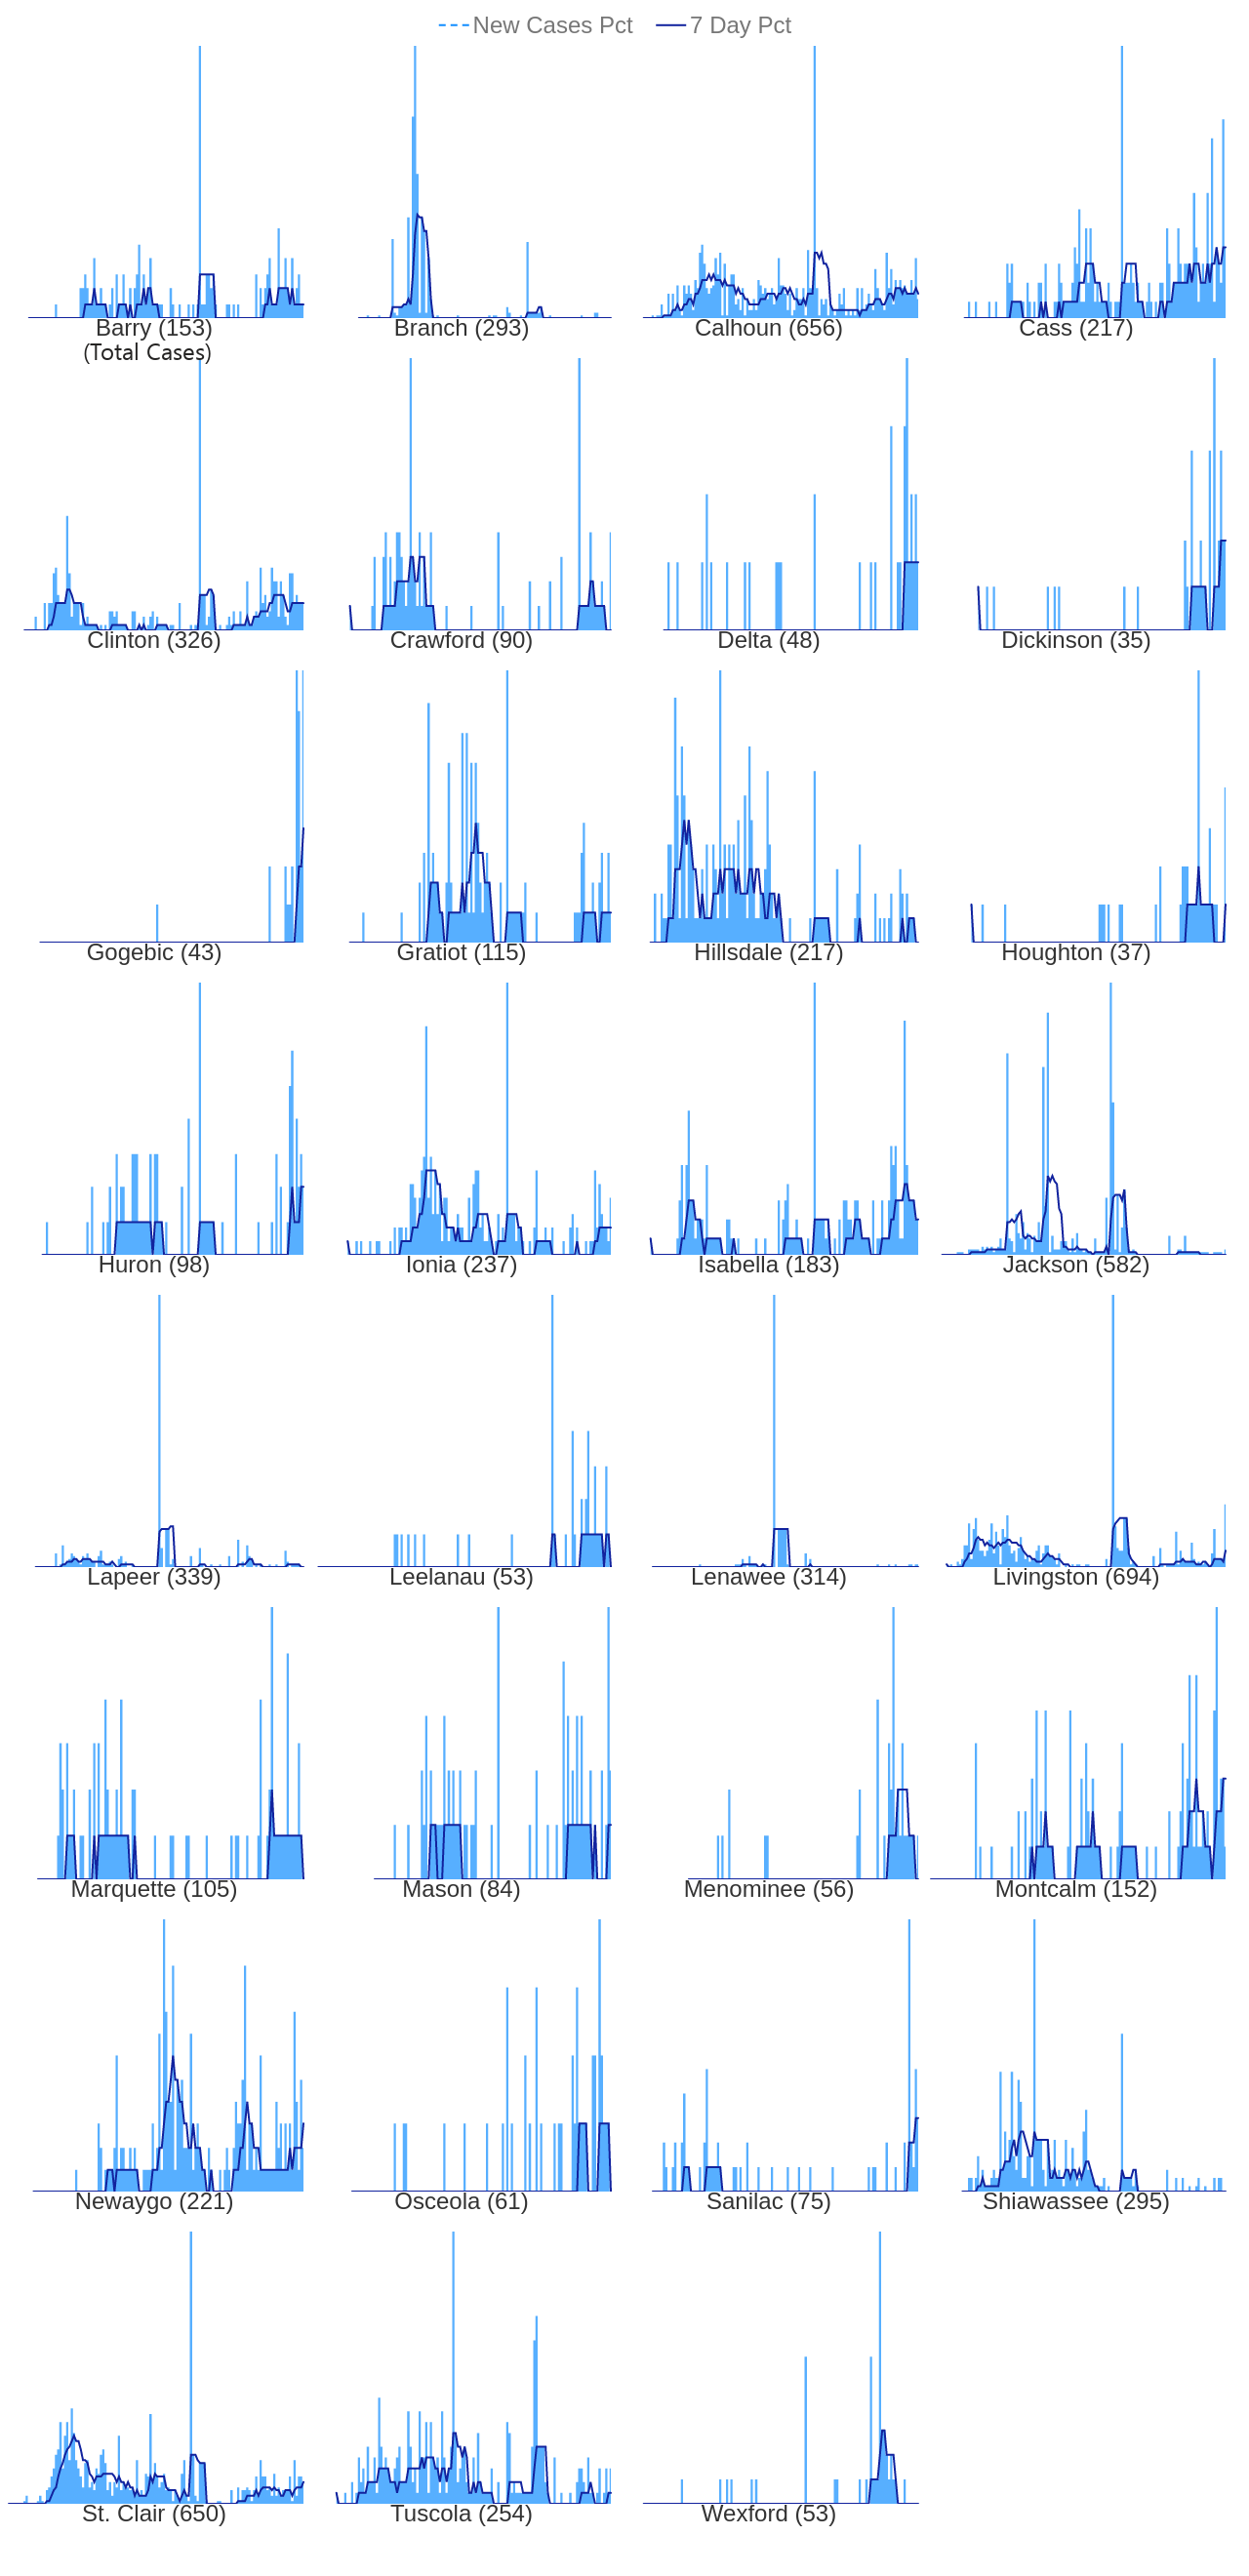 New Cases Pct 7 Day Pct
Barry (153) Branch (293) Calhoun (656) Cass (217)
(Total Cases)
Clinton (326) Crawford (90) Delta (48) Dickinson (35)
Gogebic (43) Gratiot (115) Hillsdale (217) Houghton (37)
Huron (98) Ionia (237) Isabella (183) Jackson (582)
Lapeer (339) Leelanau (53) Lenawee (314) Livingston (694)
Marquette (105) Mason (84) Menominee (56) Montcalm (152)
Newaygo (221) Osceola (61) Sanilac (75) Shiawassee (295)
St. Clair (650) Tuscola (254) Wexford (53)